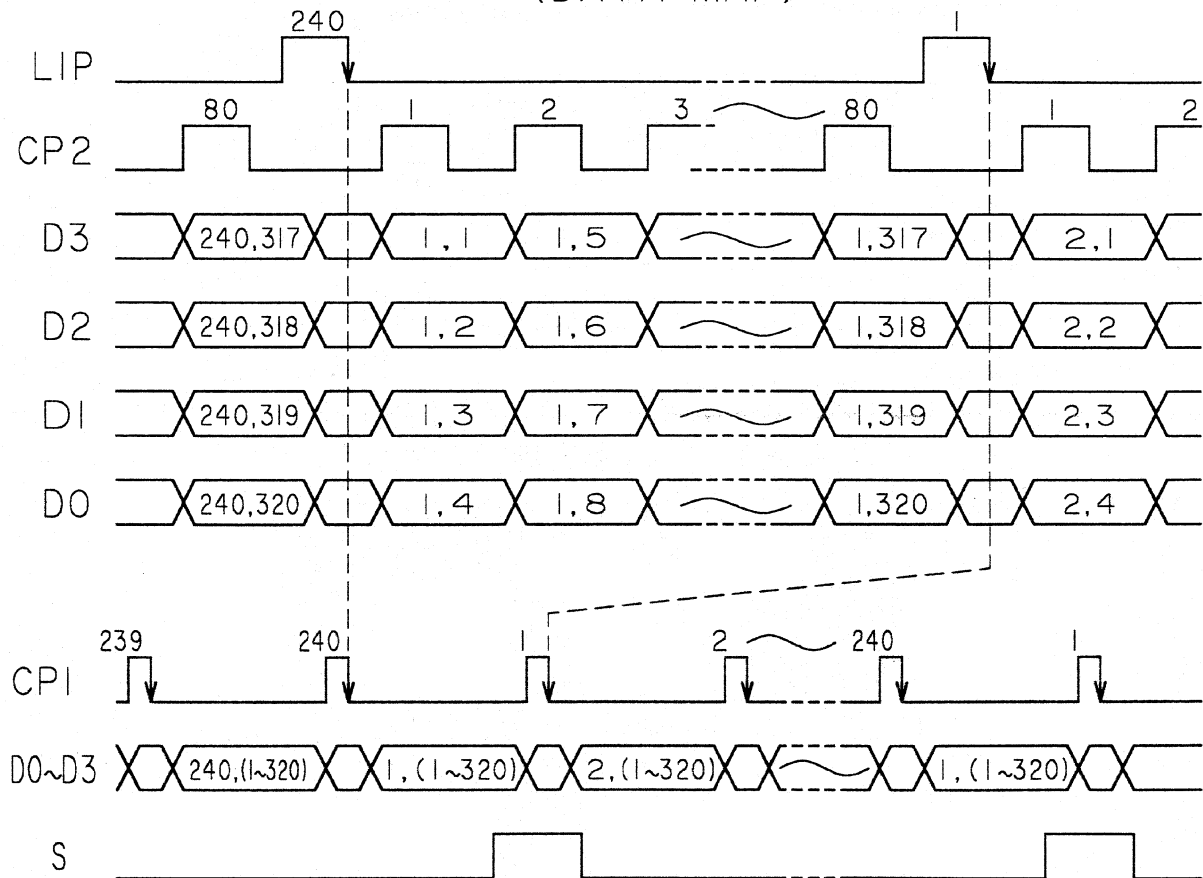 240 1
LIP
80 1 2 3 80 1 2
CP2
D3 240,317 1,1 1,5 1,317 2,1
D2 240,318 1,2 1,6 1,318 2,2
D1 240,319 1,3 1,7 1,319 2,3
D0 240,320 1,4 1,8 1,320 2,4
239 240 1 2 240 1
CP1
D0~D3 240,(1~320) 1,(1~320) 2,(1~320) 1,(1~320)
S